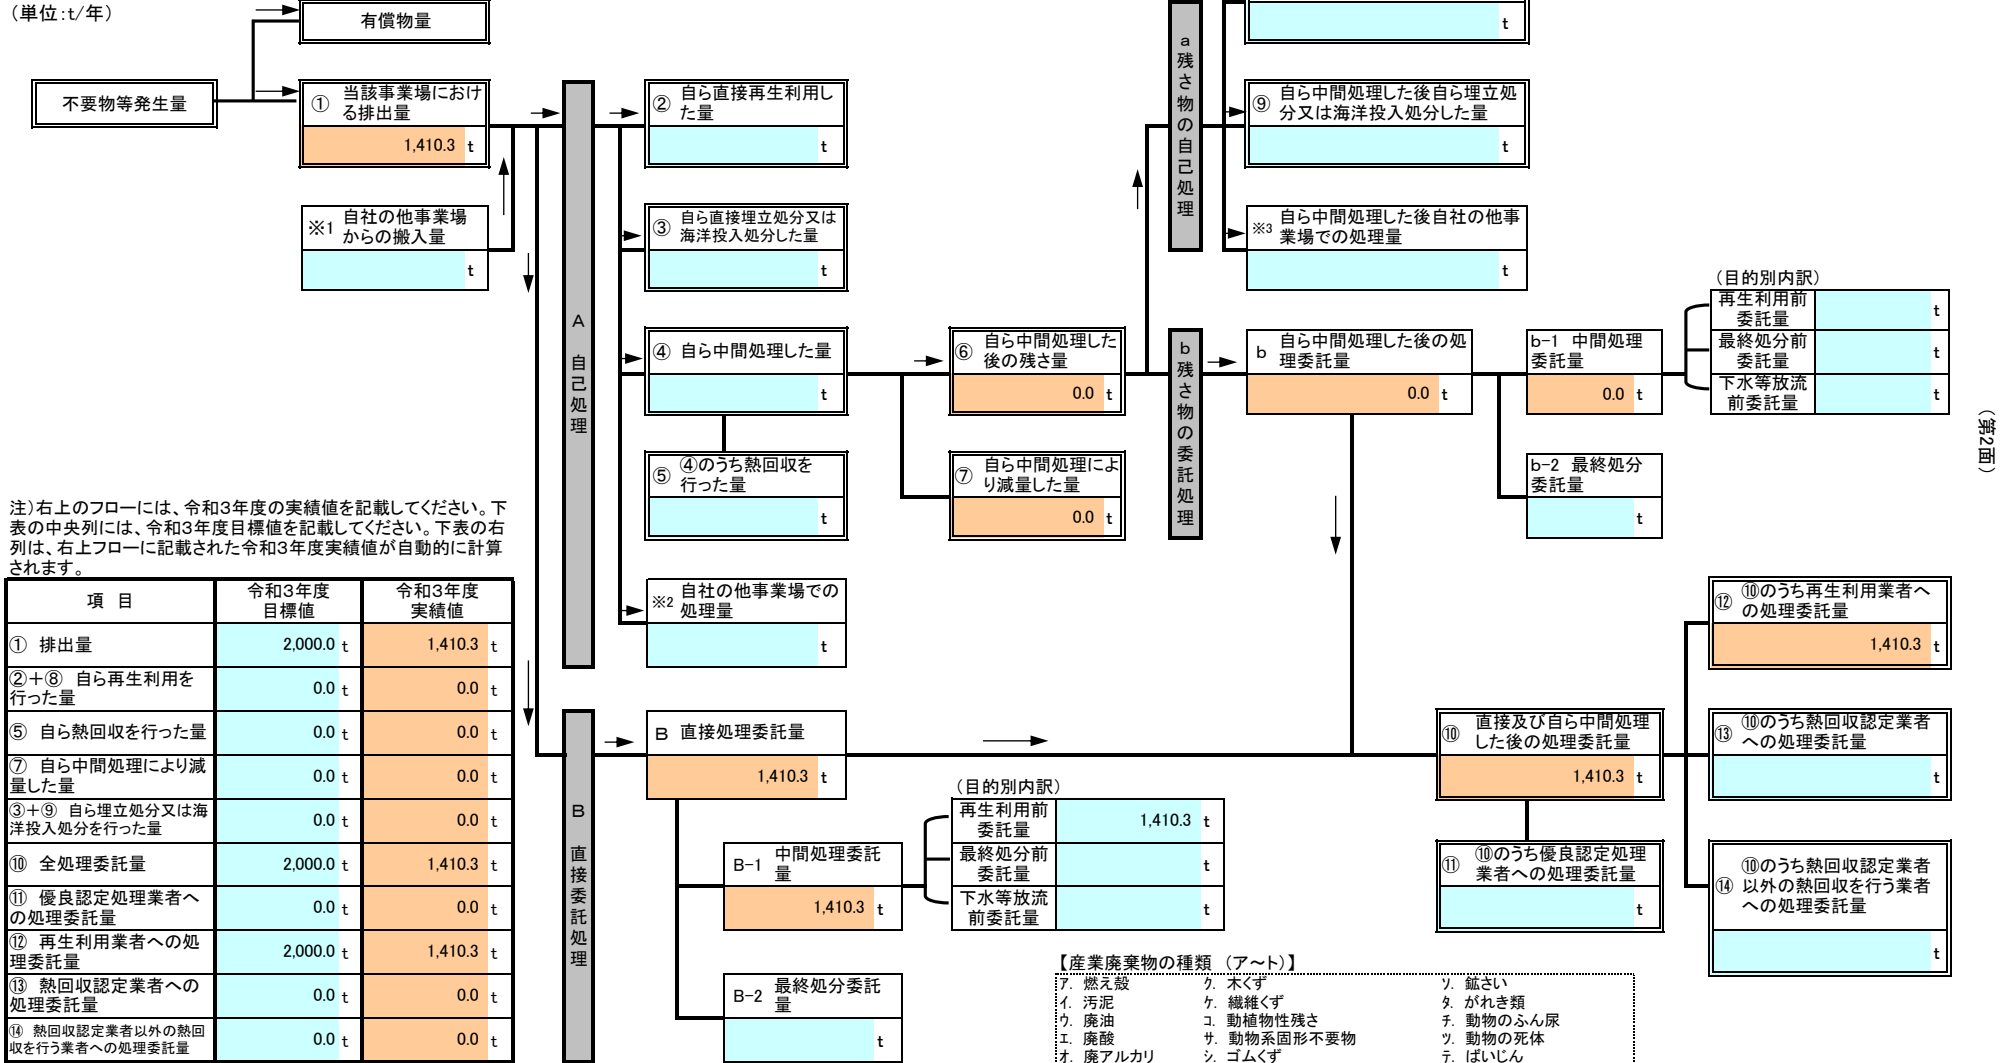 （単位：t/年）
有償物量
不要物等発生量
① 当該事業場におけ
る排出量
1,410.3 t
※1 自社の他事業場
からの搬入量
t
A 自己処理
② 自ら直接再生利用し
た量
t
③ 自ら直接埋立処分又は
海洋投入処分した量
t
④ 自ら中間処理した量
t
⑤ ④のうち熱回収を
行った量
t
※2 自社の他事業場での
処理量
t
⑥ 自ら中間処理した
後の残さ量
0.0 t
⑦ 自ら中間処理によ
り減量した量
0.0 t
a 残さ物の自己処理
t
⑨ 自ら中間処理した後自ら埋立処
分又は海洋投入処分した量
t
※3 自ら中間処理した後自社の他事
業場での処理量
t
b 残さ物の委託処理
b 自ら中間処理した後の処
理委託量
0.0 t
b-1 中間処理
委託量
0.0 t
（目的別内訳）
再生利用前
委託量
t
最終処分前
委託量
t
下水等放流
前委託量
t
b-2 最終処分
委託量
t
（第2面）
注）右上のフローには、令和3年度の実績値を記載してください。下
表の中央列には、令和3年度目標値を記載してください。下表の右
列は、右上フローに記載された令和3年度実績値が自動的に計算
されます。
項 目 令和3年度 目標値 令和3年度 実績値
① 排出量 2,000.0 t 1,410.3 t
②＋⑧ 自ら再生利用を
行った量 0.0 t 0.0 t
⑤ 自ら熱回収を行った量 0.0 t 0.0 t
⑦ 自ら中間処理により減
量した量 0.0 t 0.0 t
③＋⑨ 自ら埋立処分又は海
洋投入処分を行った量 0.0 t 0.0 t
⑩ 全処理委託量 2,000.0 t 1,410.3 t
⑪ 優良認定処理業者へ
の処理委託量 0.0 t 0.0 t
⑫ 再生利用業者への処
理委託量 2,000.0 t 1,410.3 t
⑬ 熱回収認定業者への
処理委託量 0.0 t 0.0 t
⑭ 熱回収認定業者以外の熱回
収を行う業者への処理委託量 0.0 t 0.0 t
B 直接委託処理
B 直接処理委託量
1,410.3 t
B-1 中間処理委託
量
1,410.3 t
B-2 最終処分委託
量
t
（目的別内訳）
再生利用前
委託量
1,410.3 t
最終処分前
委託量
t
下水等放流
前委託量
t
⑩ 直接及び自ら中間処理
した後の処理委託量
1,410.3 t
⑪ ⑩のうち優良認定処理
業者への処理委託量
t
⑫ ⑩のうち再生利用業者へ
の処理委託量
1,410.3 t
⑬ ⑩のうち熱回収認定業者
への処理委託量
t
⑭ ⑩のうち熱回収認定業者
以外の熱回収を行う業者
への処理委託量
t
【産業廃棄物の種類 （ア～ト）】
ア. 燃え殻 ク. 木くず ソ. 鉱さい
イ. 汚泥 ケ. 繊維くず タ. がれき類
ウ. 廃油 コ. 動植物性残さ チ. 動物のふん尿
エ. 廃酸 サ. 動物系固形不要物 ツ. 動物の死体
オ. 廃アルカリ シ. ゴムくず テ. ばいじん